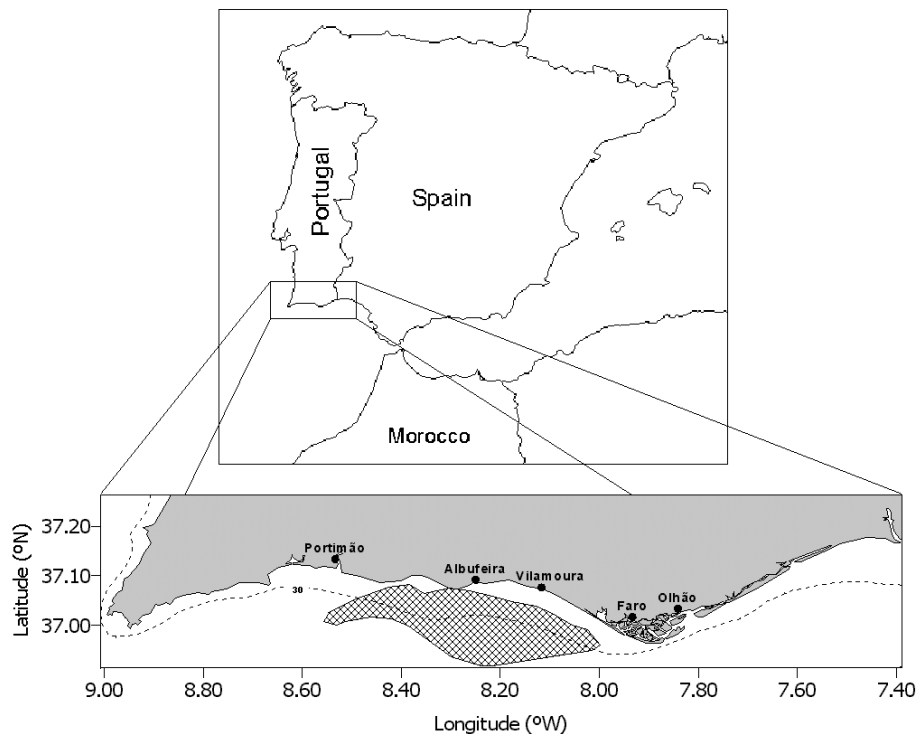 Portugal
Spain
Morocco
Latitude (ºN)
37.20
37.10
37.00
Portimão
Albufeira
Vilamoura
Faro
Olhão
30
9.00 8.80 8.60 8.40 8.20 8.00 7.80 7.60 7.40
Longitude (ºW)